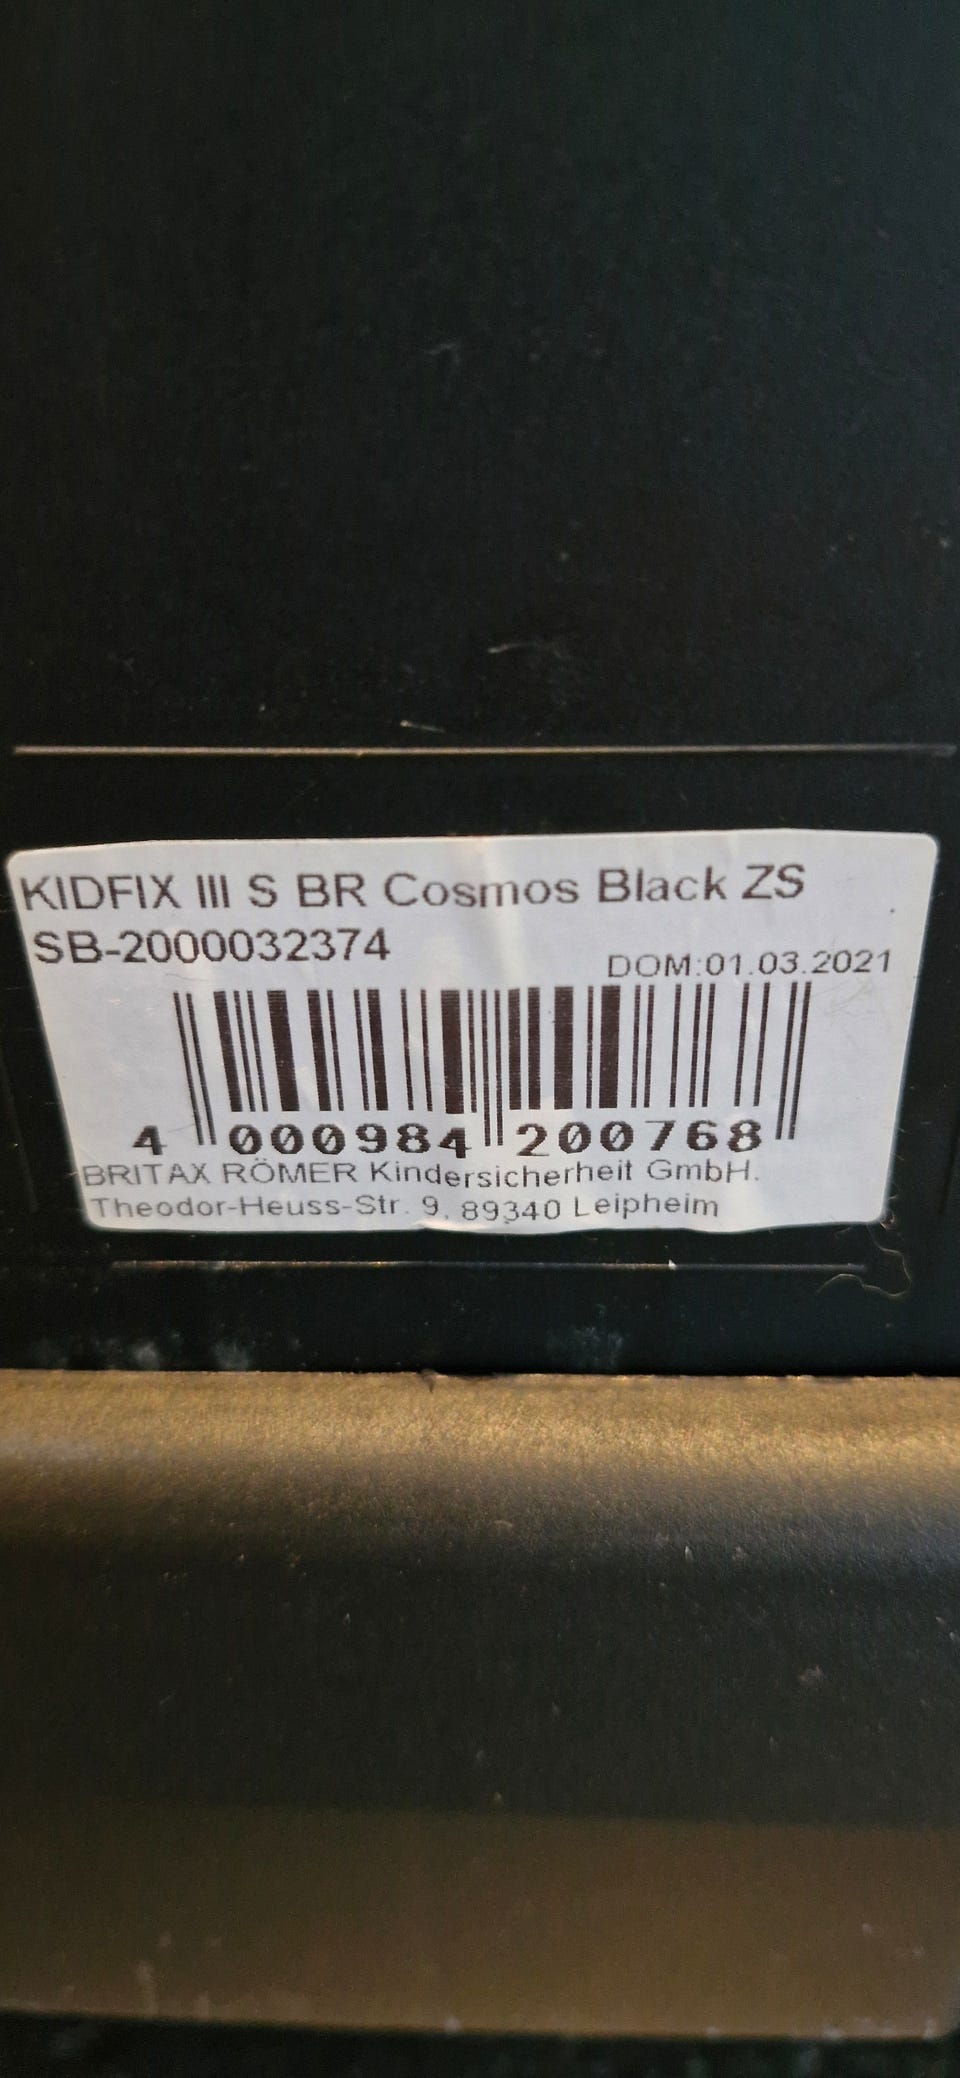 KIDFIX III S BR Cosmos Black ZS
SB-2000032374
DOM:01.03.2021
4 000984 200768
BRITAX RÖMER Kindersicherheit GmbH.
Theodor-Heuss-Str. 9, 89340 Leipheim